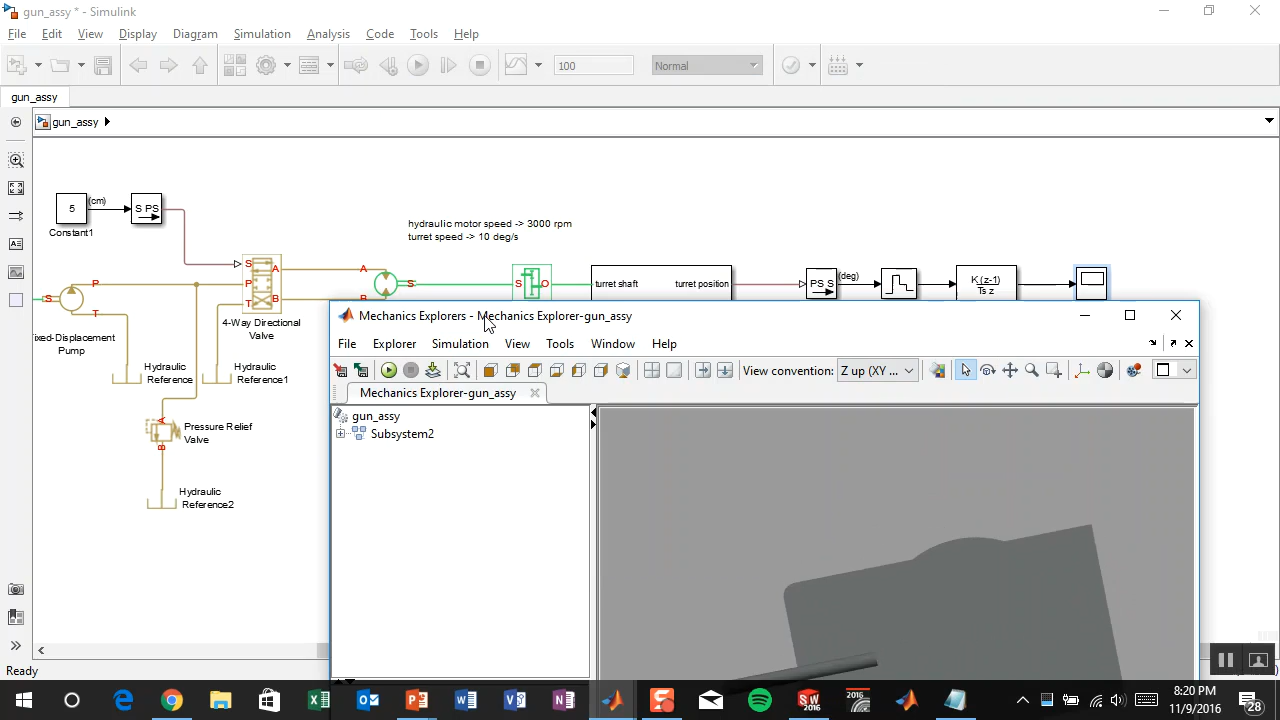 gun_assy * - Simulink
File Edit View Display Diagram Simulation Analysis Code Tools Help
100 Normal
gun_assy
gun_assy
5 (cm) S PS
Constant1
hydraulic motor speed -> 3000 rpm
turret speed -> 10 deg/s
S A
P
T B
4-Way Directional
Valve
A
B
S
S O
turret shaft turret position
PS S (deg)
K (z-1)
Ts z
S P
T
Fixed-Displacement
Pump
Hydraulic
Reference
Hydraulic
Reference1
A
B
Pressure Relief
Valve
Hydraulic
Reference2
Mechanics Explorers - Mechanics Explorer-gun_assy
File Explorer Simulation View Tools Window Help
View convention: Z up (XY ...
Mechanics Explorer-gun_assy
gun_assy
Subsystem2
Ready
8:20 PM
11/9/2016
28
SW
2016
2016